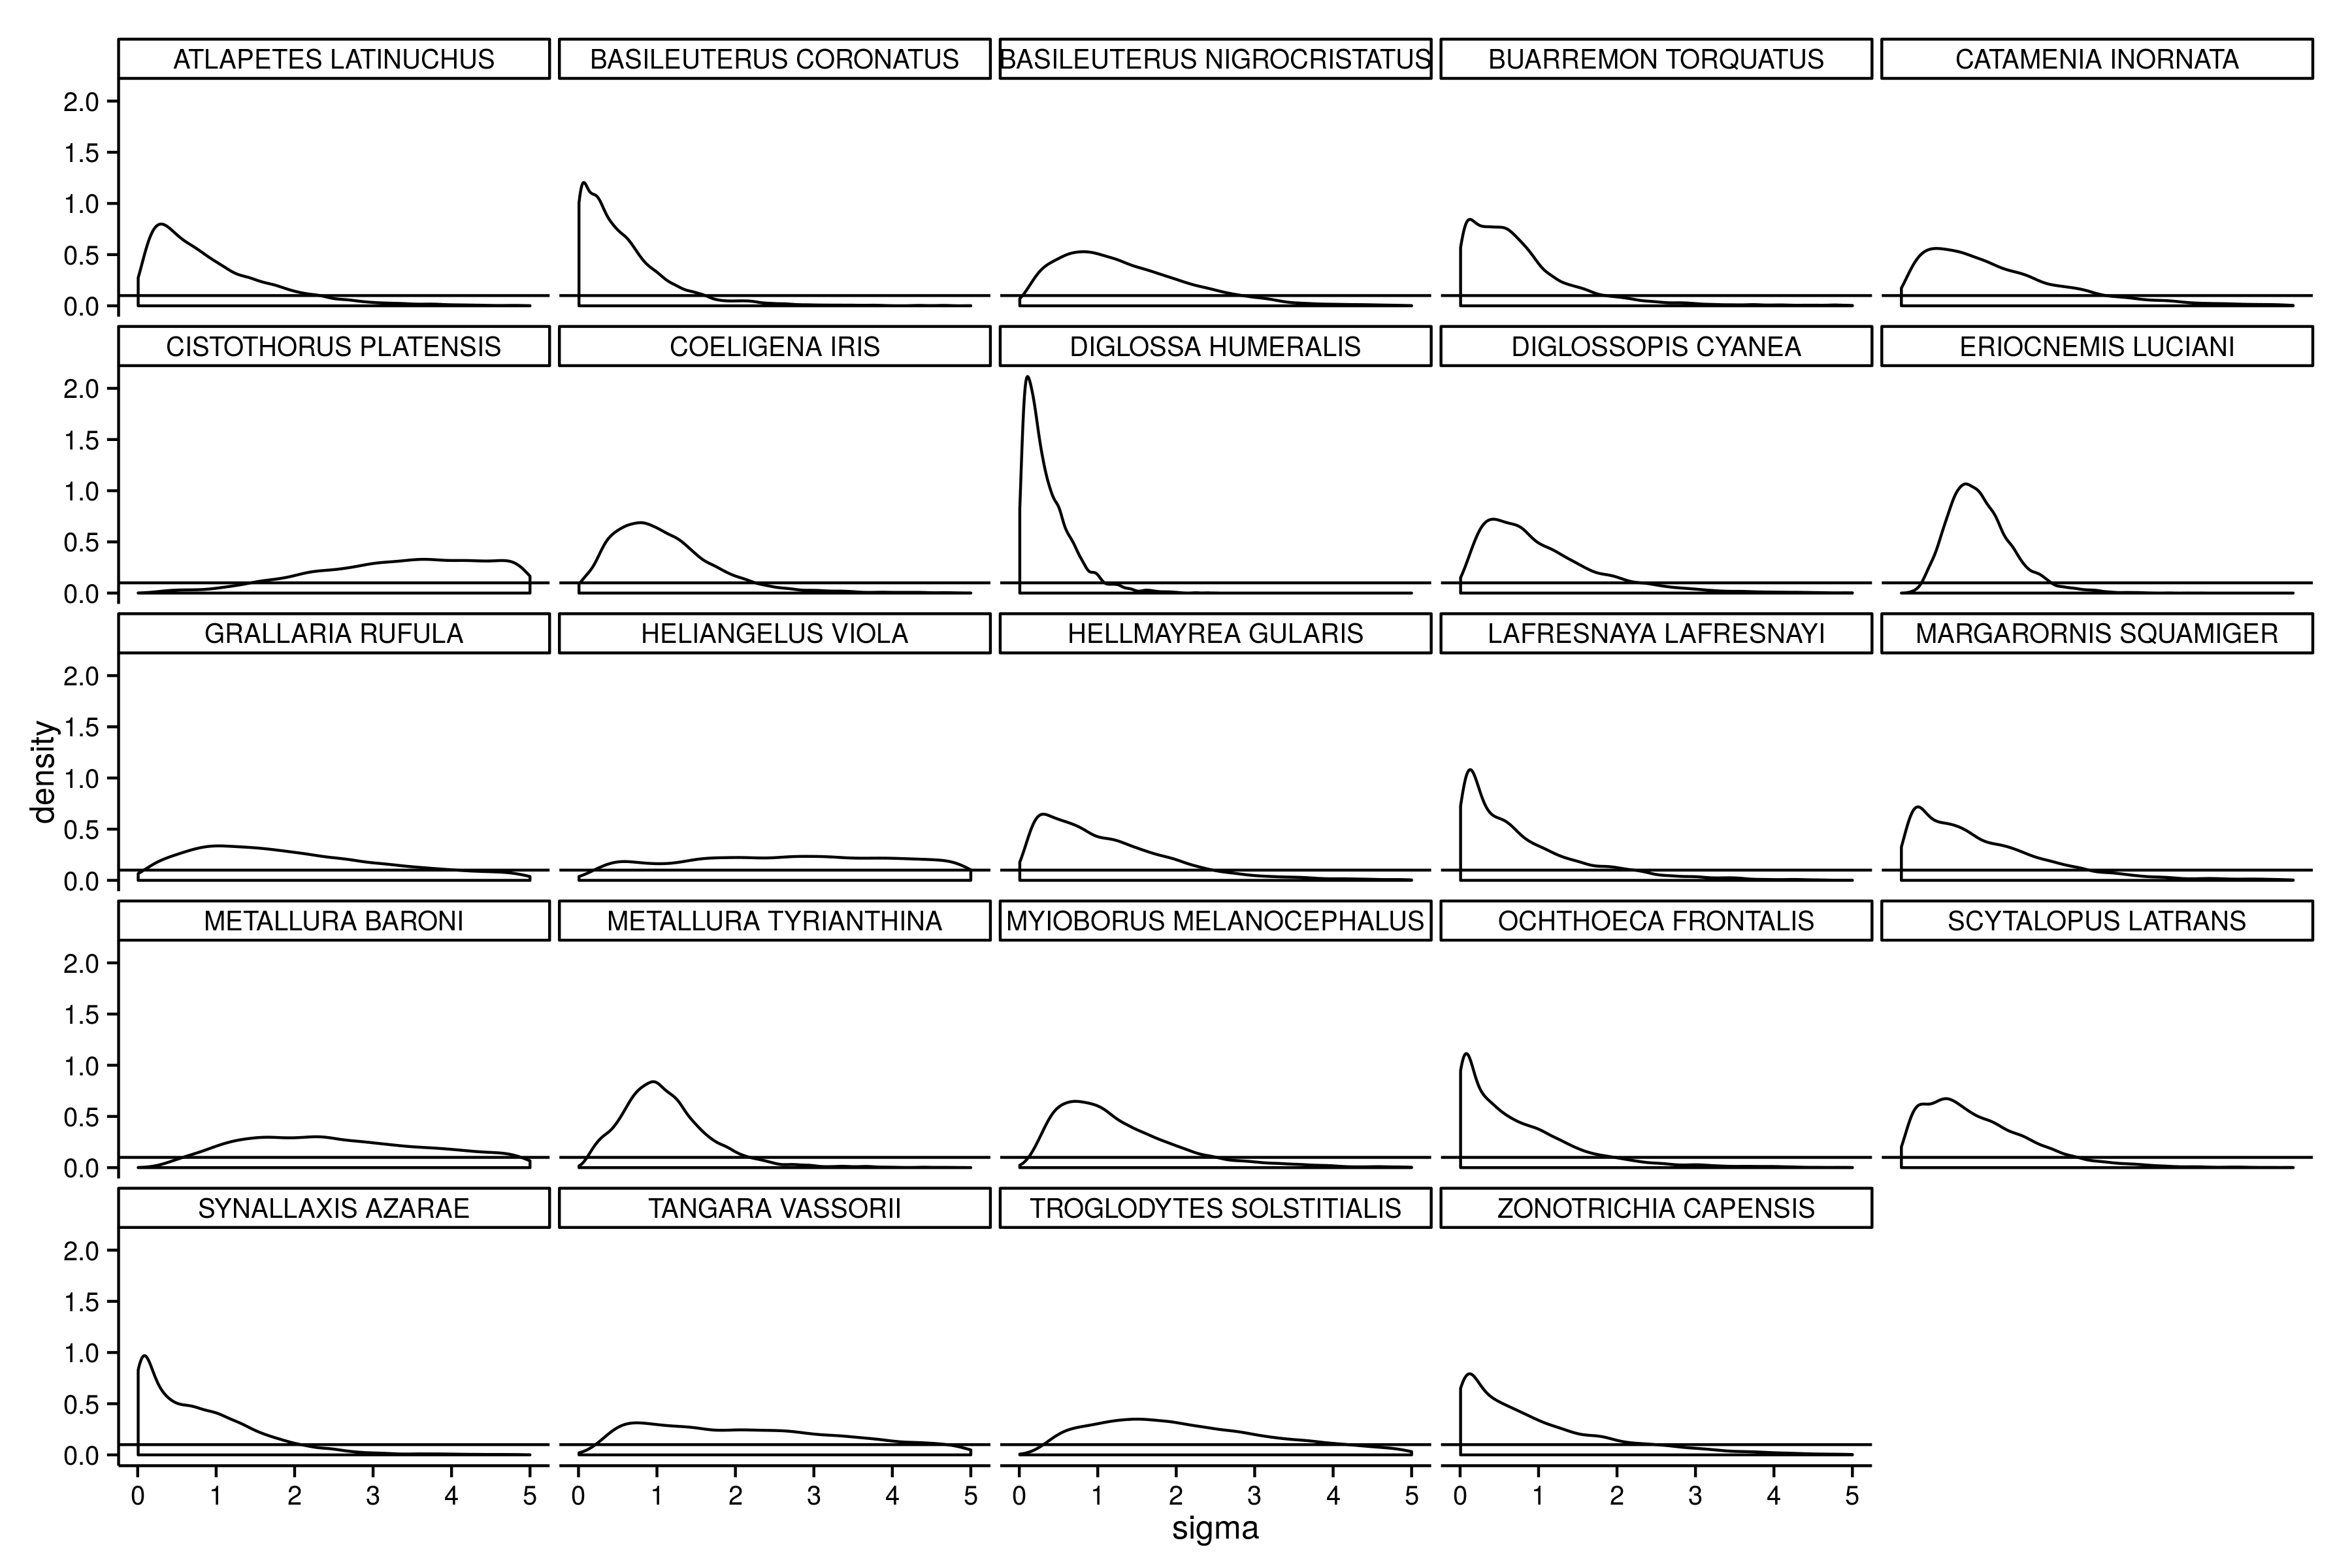 ATLAPETES LATINUCHUS
BASILEUTERUS CORONATUS
BASILEUTERUS NIGROCRISTATUS
BUARREMON TORQUATUS
CATAMENIA INORNATA
2.0
1.5
1.0
0.5
0.0
CISTOTHORUS PLATENSIS
COELIGENA IRIS
DIGLOSSA HUMERALIS
DIGLOSSOPIS CYANEA
ERIOCNEMIS LUCIANI
2.0
1.5
1.0
0.5
0.0
GRALLARIA RUFULA
HELIANGELUS VIOLA
HELLMAYREA GULARIS
LAFRESNAYA LAFRESNAYI
MARGARORNIS SQUAMIGER
2.0
1.5
1.0
0.5
0.0
density
METALLURA BARONI
METALLURA TYRIANTHINA
MYIOBORUS MELANOCEPHALUS
OCHTHOECA FRONTALIS
SCYTALOPUS LATRANS
2.0
1.5
1.0
0.5
0.0
SYNALLAXIS AZARAE
TANGARA VASSORII
TROGLODYTES SOLSTITIALIS
ZONOTRICHIA CAPENSIS
2.0
1.5
1.0
0.5
0.0
0 1 2 3 4 5
0 1 2 3 4 5
0 1 2 3 4 5
0 1 2 3 4 5
sigma